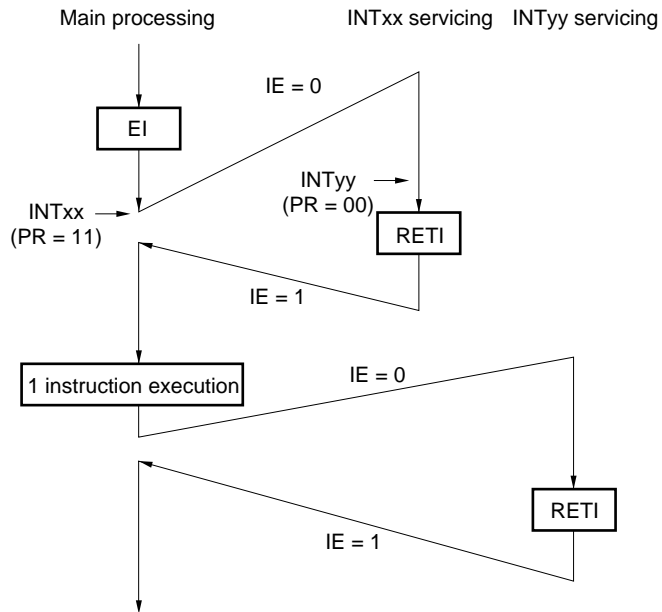 Main processing
INTxx servicing
INTyy servicing
IE = 0
EI
INTxx
(PR = 11)
INTyy
(PR = 00)
RETI
IE = 1
1 instruction execution
IE = 0
RETI
IE = 1